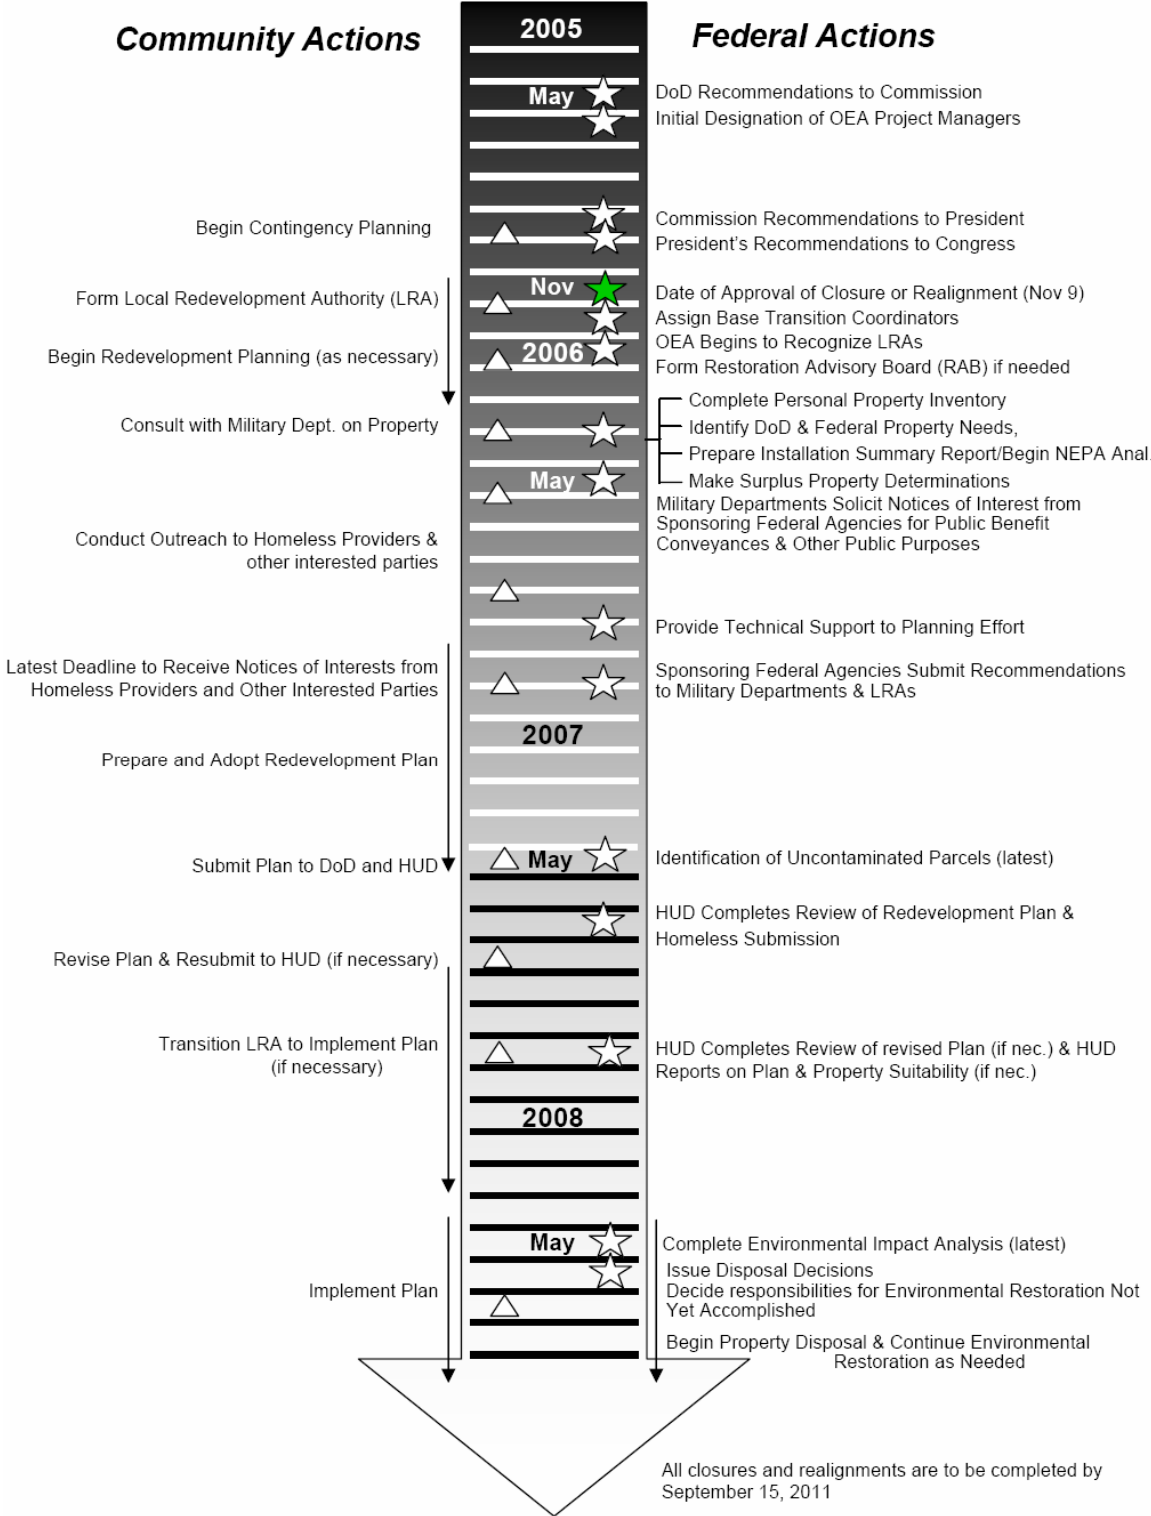 Community Actions
2005
Federal Actions
May
DoD Recommendations to Commission
Initial Designation of OEA Project Managers
Begin Contingency Planning
Commission Recommendations to President
President's Recommendations to Congress
Nov
Form Local Redevelopment Authority (LRA)
Date of Approval of Closure or Realignment (Nov 9)
Assign Base Transition Coordinators
OEA Begins to Recognize LRAs
Begin Redevelopment Planning (as necessary)
2006
Form Restoration Advisory Board (RAB) if needed
Complete Personal Property Inventory
Consult with Military Dept. on Property
Identify DoD & Federal Property Needs,
Prepare Installation Summary Report/Begin NEPA Anal.
May
Make Surplus Property Determinations
Military Departments Solicit Notices of Interest from
Sponsoring Federal Agencies for Public Benefit
Conveyances & Other Public Purposes
Conduct Outreach to Homeless Providers &
other interested parties
Provide Technical Support to Planning Effort
Latest Deadline to Receive Notices of Interests from
Homeless Providers and Other Interested Parties
Sponsoring Federal Agencies Submit Recommendations
to Military Departments & LRAs
2007
Prepare and Adopt Redevelopment Plan
Submit Plan to DoD and HUD
May
Identification of Uncontaminated Parcels (latest)
HUD Completes Review of Redevelopment Plan &
Homeless Submission
Revise Plan & Resubmit to HUD (if necessary)
Transition LRA to Implement Plan
(if necessary)
HUD Completes Review of revised Plan (if nec.) & HUD
Reports on Plan & Property Suitability (if nec.)
2008
May
Complete Environmental Impact Analysis (latest)
Issue Disposal Decisions
Implement Plan
Decide responsibilities for Environmental Restoration Not
Yet Accomplished
Begin Property Disposal & Continue Environmental
Restoration as Needed
All closures and realignments are to be completed by
September 15, 2011